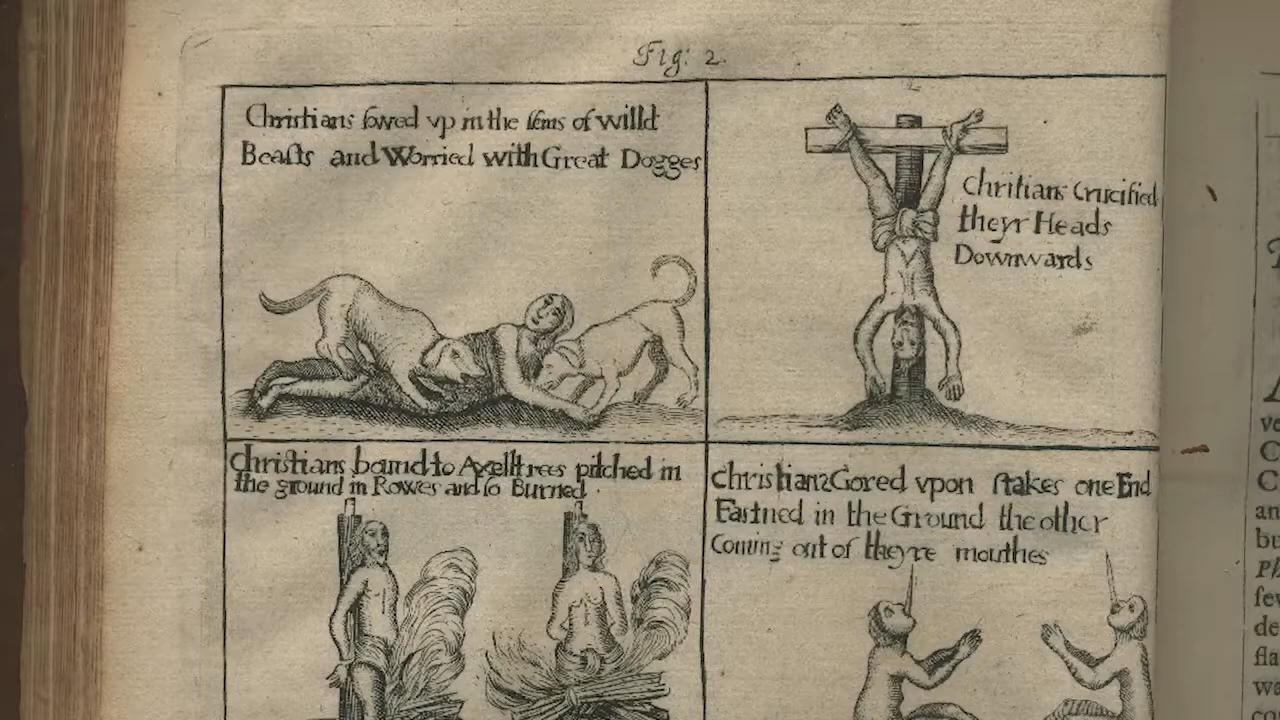 Fig: 2.
Christians sowed vp in the skins of willd
Beasts and Worried with Great Dogges
Chritians Crucified
theyr Heads
Downwards
Christians bound to Axelltrees pitched in
the ground in Rowes and so Burned
Christians Gored vpon stakes one End
Fastned in the Ground the other
Coming out of theyre mouthes